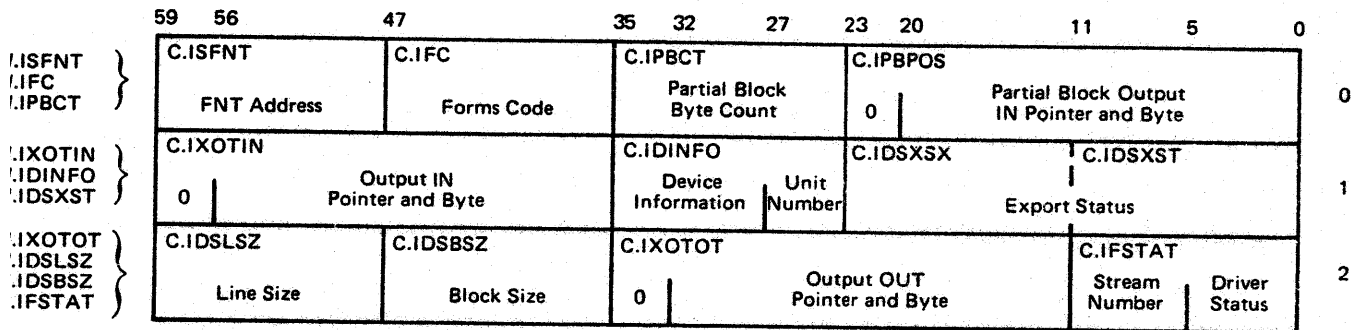 59 56 47 35 32 27 23 20 11 5 0
.ISFNT C.ISFNT C.IFC C.IPBCT C.IPBPOS
.IFC
.IPBCT
FNT Address Forms Code Partial Block Byte Count 0 Partial Block Output IN Pointer and Byte 0
.IXOTIN C.IXOTIN C.IDINFO C.IDSXSX C.IDSXST
.IDINFO
.IDSXST
0 Output IN Pointer and Byte Device Information Unit Number Export Status 1
.IXOTOT C.IDSLSZ C.IDSBSZ C.IXOTOT C.IFSTAT
.IDSLSZ
.IDSBSZ
.IFSTAT
Line Size Block Size 0 Output OUT Pointer and Byte Stream Number Driver Status 2